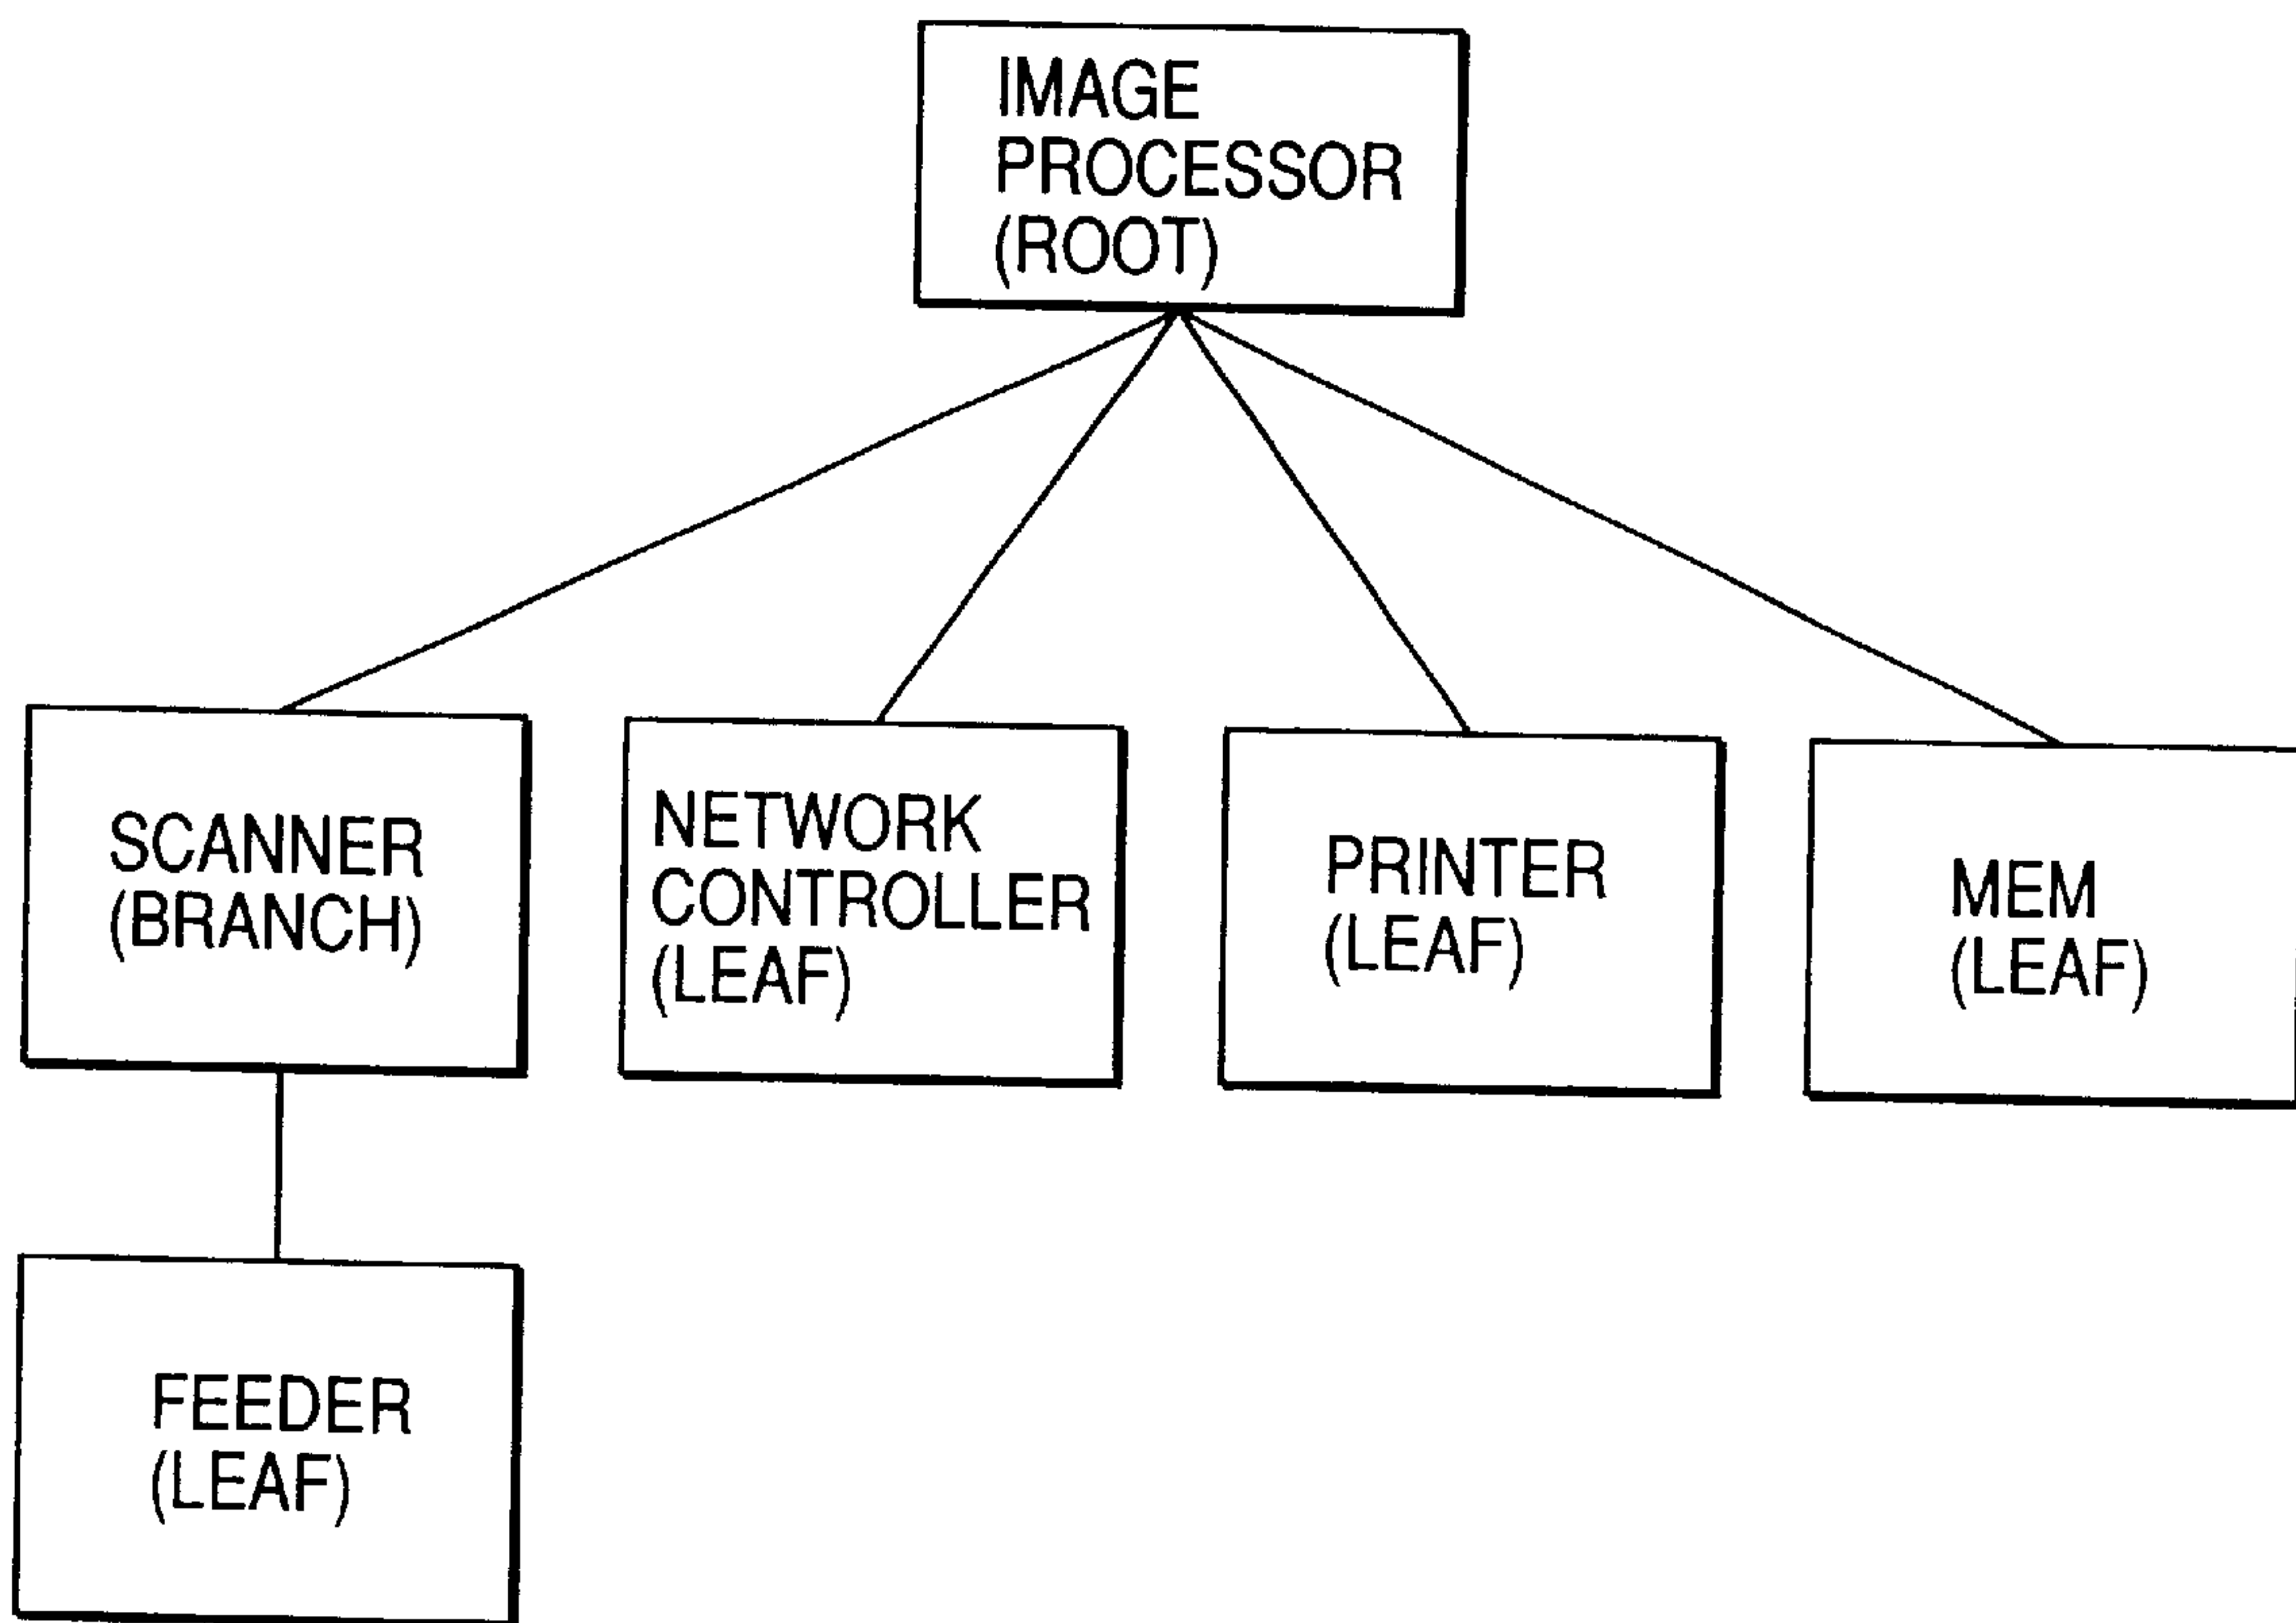 IMAGE
PROCESSOR
(ROOT)
SCANNER
(BRANCH)
NETWORK
CONTROLLER
(LEAF)
PRINTER
(LEAF)
MEM
(LEAF)
FEEDER
(LEAF)